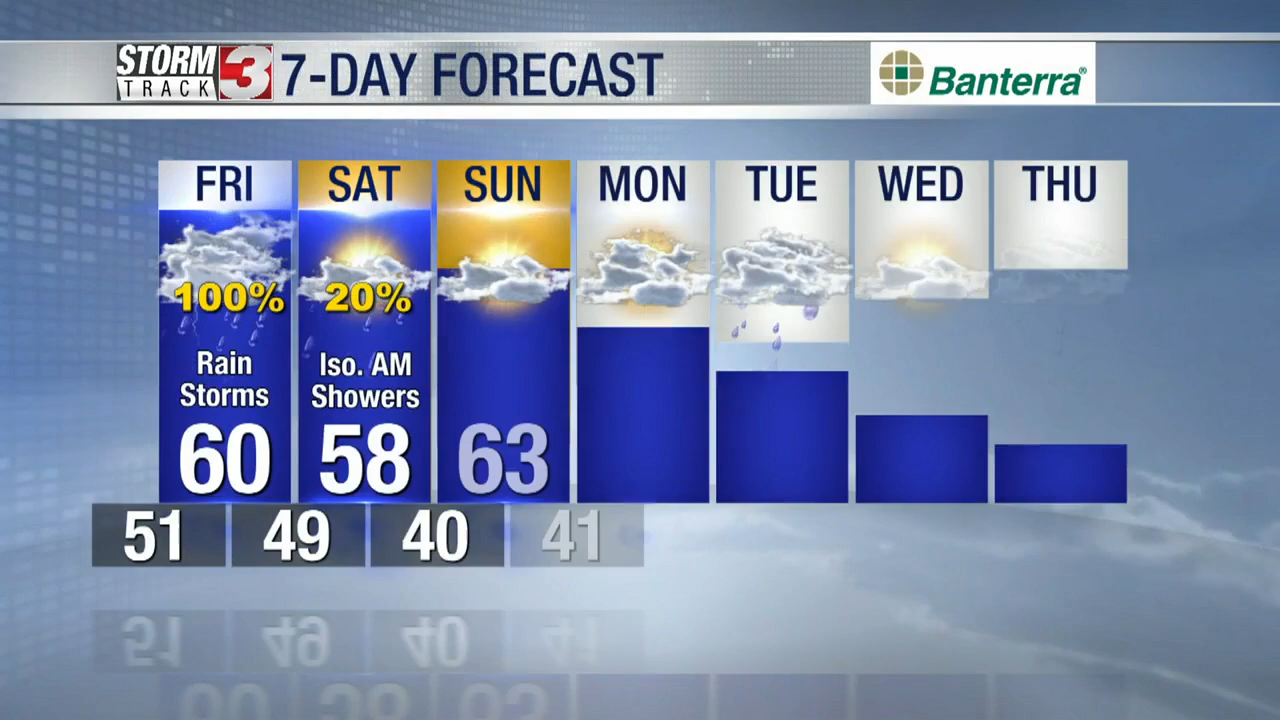 STORM
TRACK
3
7-DAY FORECAST
Banterra®
FRI SAT SUN MON TUE WED THU
100% 20%
Rain
Storms
Iso. AM
Showers
60 58 63
51 49 40 41